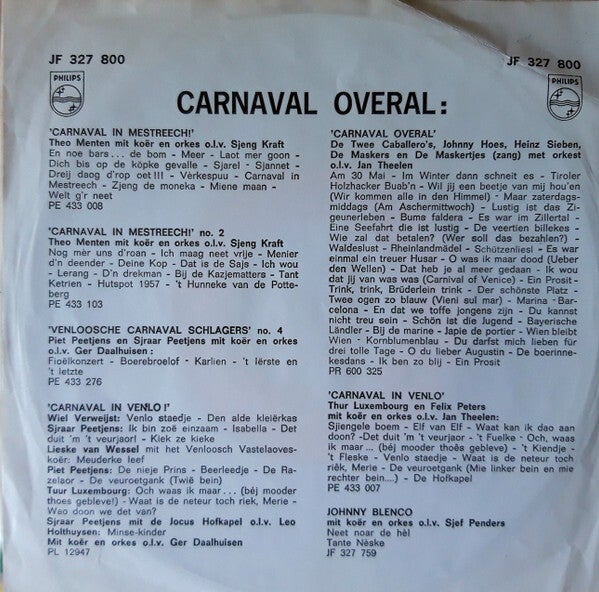 JF 327 800
JF 327 800
PHILIPS
PHILIPS
CARNAVAL OVERAL:
'CARNAVAL IN MESTREECH!'
Theo Menten mit koër en orkes o.l.v. Sjeng Kraft
En noe bars... de bom - Meer - Laot mer goon -
Dich bis op de köpke gevalle - Sjarel - Sjannet -
Dreij daog d'rop oet!!! - Vèrkespuu - Carnaval in
Mestreech - Zjeng de moneka - Miene maan -
Welt g'r neet
PE 433 008
'CARNAVAL IN MESTREECH!' no. 2
Theo Menten mit koër en orkes o.l.v. Sjeng Kraft
Nog mèr uns d'roan - Ich maag neet vrije - Menier
d'n deender - Deine Kop - Dat is de Sajs - Ich wou
- Lerang - D'n drekman - Bij de Kazjematters - Tant
Ketrien - Hutspot 1957 - 't Hunneke van de Potte-
berg
PE 433 103
'VENLOOSCHE CARNAVAL SCHLAGERS' no. 4
Piet Peetjens en Sjraar Peetjens mit koër en orkes
o.l.v. Ger Daalhuisen:
Fioëlkonzert - Boerebroelof - Karlien - 't Iërste en
't letzte
PE 433 276
'CARNAVAL IN VENLO!'
Wiel Verweijst: Venlo staedje - Den alde kleiërkas
Sjraar Peetjens: Ik bin zoë einzaam - Isabella - Det
duit 'm 't veurjaor! - Kiek ze kieke
Lieske van Wessel mit het Venloosch Vastelaoves-
koër: Meuderke leef
Piet Peetjens: De nieje Prins - Beerleedje - De Ra-
zelaor - De veuroetgank (Twië bein)
Tuur Luxembourg: Och waas ik maar... (béj mooder
thoes gebleve!) - Waat is de neteur toch riek, Merie -
Wao doon we det van?
Sjraar Peetjens mit de Jocus Hofkapel o.l.v. Leo
Holthuysen: Minse-kinder
Mit koër en orkes o.l.v. Ger Daalhuisen
PL 12947
'CARNAVAL OVERAL'
De Twee Caballero's, Johnny Hoes, Heinz Sieben,
De Maskers en De Maskertjes (zang) met orkest
o.l.v. Jan Theelen:
Am 30 Mai - Im Winter dann schneit es - Tiroler
Holzhacker Buab'n - Wil jij een beetje van mij hou'en
(Wir kommen alle in den Himmel) - Maar zaterdags-
middags (Am Aschermittwoch) - Lustig ist das Zi-
geunerleben - Bums faldera - Es war im Zillertal -
Eine Seefahrt die ist lustig - De veertien billekes -
Wie zal dat betalen? (Wer soll das bezahlen?) -
Waldeslust - Rheinlandmädel - Schützenliesl - Es war
einmal ein treuer Husar - O was ik maar dood (Ueber
den Wellen) - Dat heb je al meer gedaan - Ik wou
dat jij van was was (Carnival of Venice) - Ein Prosit -
Trink, trink, Brüderlein trink - Der schönste Platz -
Twee ogen zo blauw (Vieni sul mar) - Marina - Bar-
celona - En dat we toffe jongens zijn - Du kannst
nicht treu sein - Schön ist die Jugend - Bayerische
Ländler - Bij de marine - Japie de portier - Wien bleibt
Wien - Kornblumenblau - Du darfst mich lieben für
drei tolle Tage - O du lieber Augustin - De boerinne-
kesdans - Ik ben zo blij - Ein Prosit
PR 600 325
'CARNAVAL IN VENLO'
Thur Luxembourg en Felix Peters
mit koër en orkes o.l.v. Jan Theelen:
Sjiengele boem - Elf van Elf - Waat kan ik dao aan
doon? -Det duit 'm 't veurjaor - 't Fuelke - Och, waas
ik maar... (béj mooder thoês gebleve) - 't Kiendje -
't Fleske - Venlo staedje - Waat is de neteur toch
riêk, Merie - De veuroetgank (Mie linker bein en mie
rechter bein....) - De Hofkapel
PE 433 007
JOHNNY BLENCO
mit koër en orkes o.l.v. Sjef Penders
Neet noar de hèl
Tante Nèske
JF 327 759